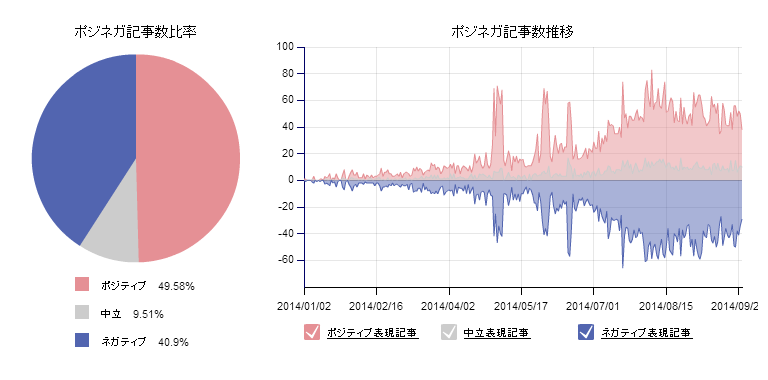 ポジネガ記事数比率
ポジティブ 49.58%
中立 9.51%
ネガティブ 40.9%
ポジネガ記事数推移
100
80
60
40
20
0
-20
-40
-60
2014/01/02 2014/02/16 2014/04/02 2014/05/17 2014/07/01 2014/08/15 2014/09/2
ポジティブ表現記事 中立表現記事 ネガティブ表現記事